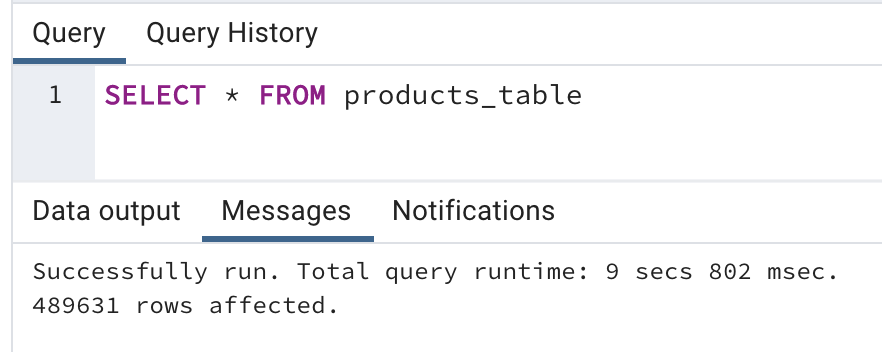 Query Query History
1 SELECT * FROM products_table
Data output Messages Notifications
Successfully run. Total query runtime: 9 secs 802 msec.
489631 rows affected.